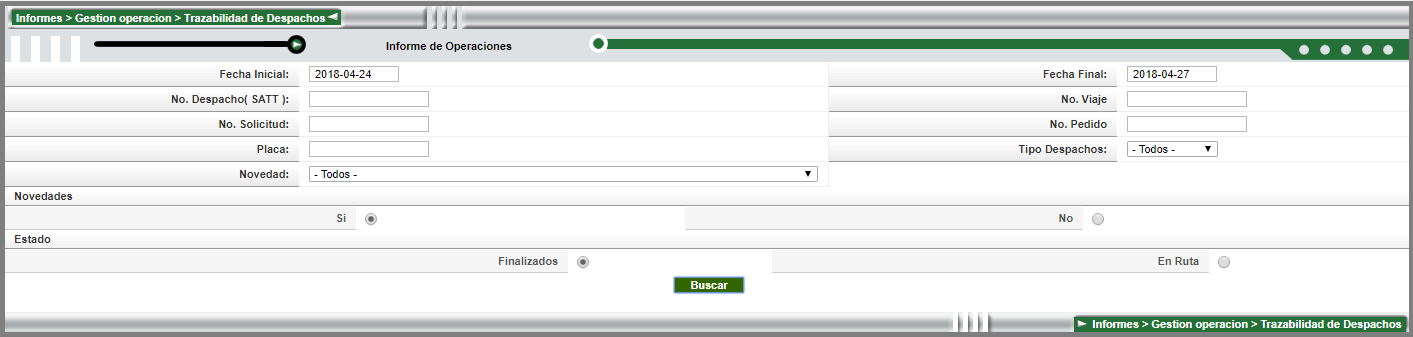 Informes > Gestion operacion > Trazabilidad de Despachos
Informe de Operaciones
Fecha Inicial: 2018-04-24 Fecha Final: 2018-04-27
No. Despacho( SATT ): No. Viaje
No. Solicitud: No. Pedido
Placa: Tipo Despachos: - Todos -
Novedad: - Todos -
Novedades
Si No
Estado
Finalizados En Ruta
Buscar
Informes > Gestion operacion > Trazabilidad de Despachos